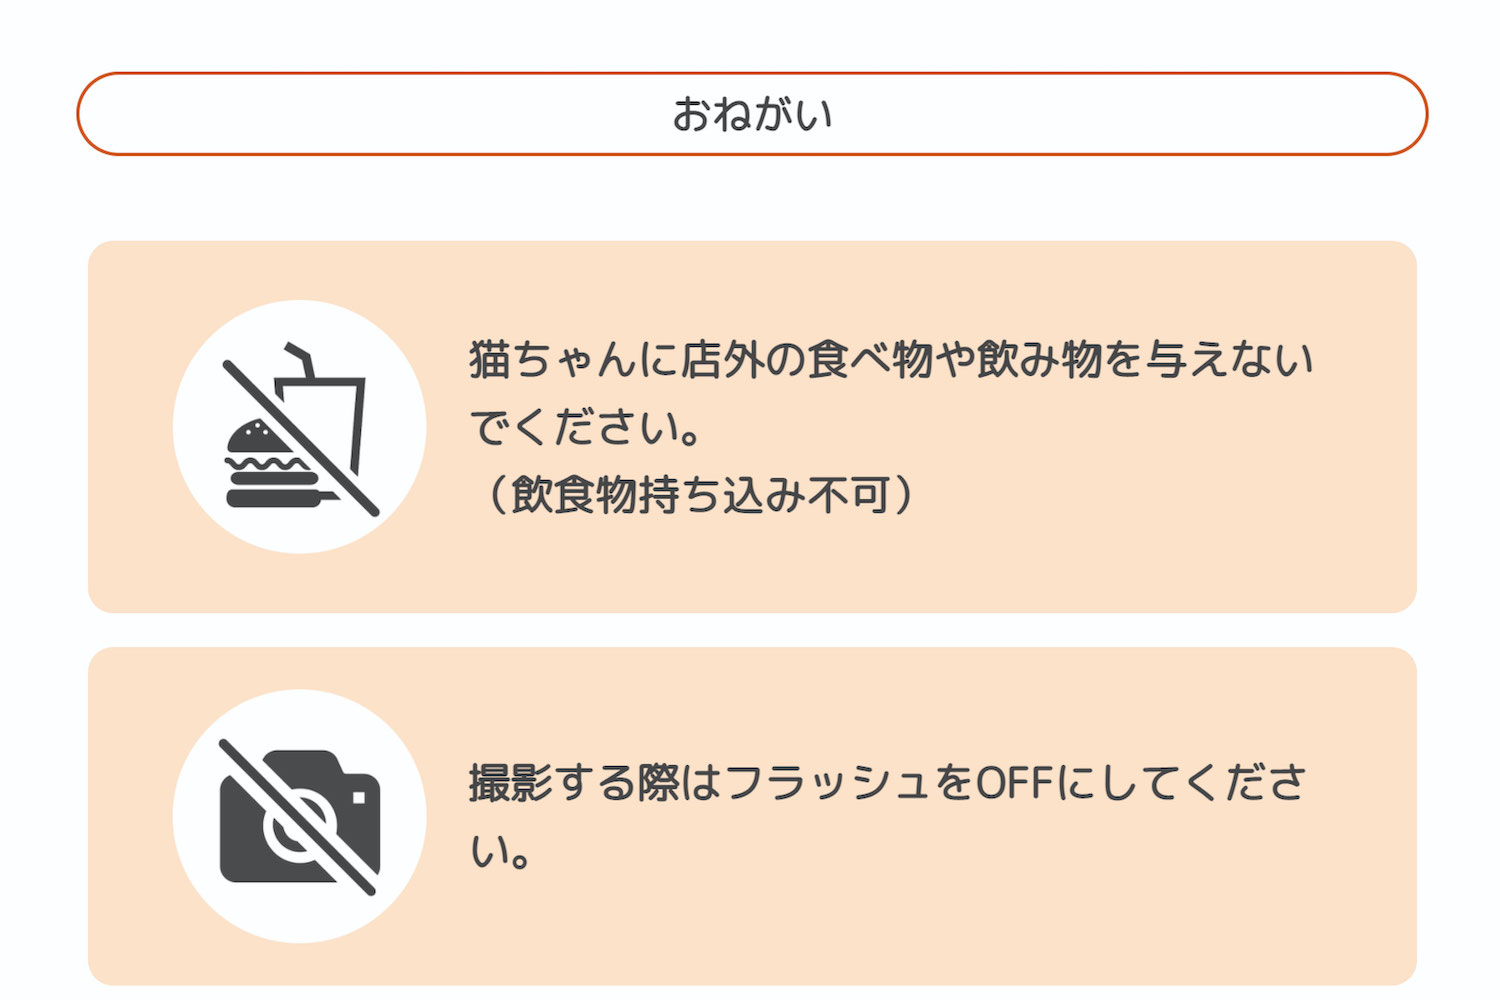 おねがい
猫ちゃんに店外の食べ物や飲み物を与えない
でください。
（飲食物持ち込み不可）
撮影する際はフラッシュをOFFにしてくださ
い。